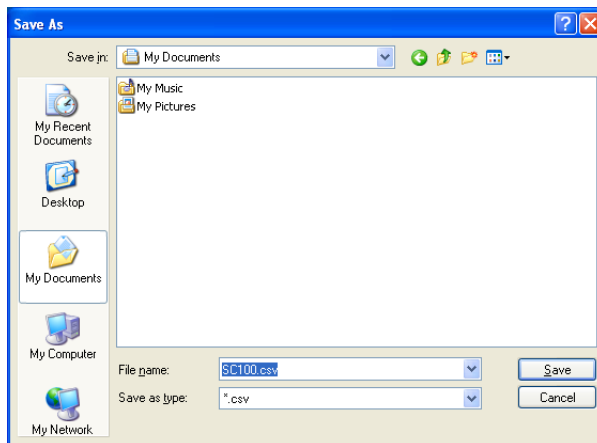 Save As
Save in:
My Documents
My Recent
Documents
Desktop
My Documents
My Computer
My Network
My Music
My Pictures
File name:
SC100.csv
Save
Save as type:
*.csv
Cancel